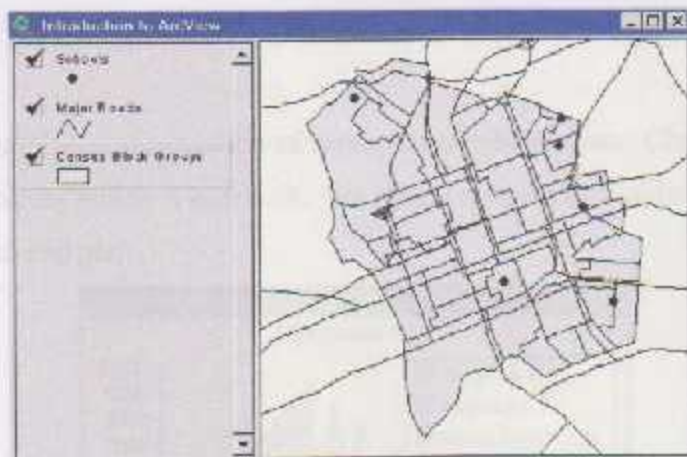 Introduction to ArcView
Schools
Major Roads
Census Block Groups